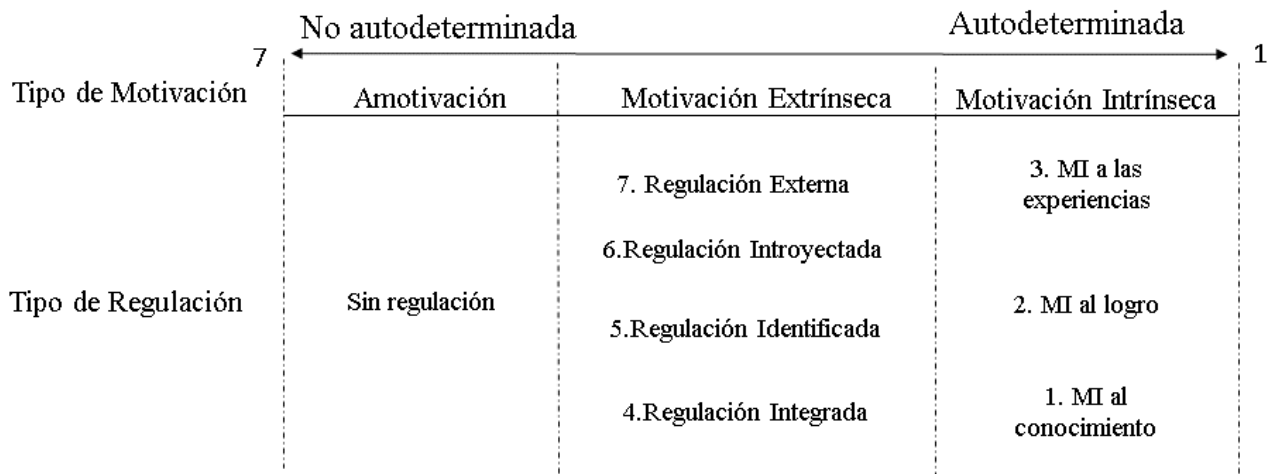 No autodeterminada
Autodeterminada
7
1
Tipo de Motivación
Amotivación
Motivación Extrínseca
Motivación Intrínseca
7. Regulación Externa
3. MI a las
experiencias
6.Regulación Introyectada
Tipo de Regulación
Sin regulación
2. MI al logro
5.Regulación Identificada
4.Regulación Integrada
1. MI al
conocimiento